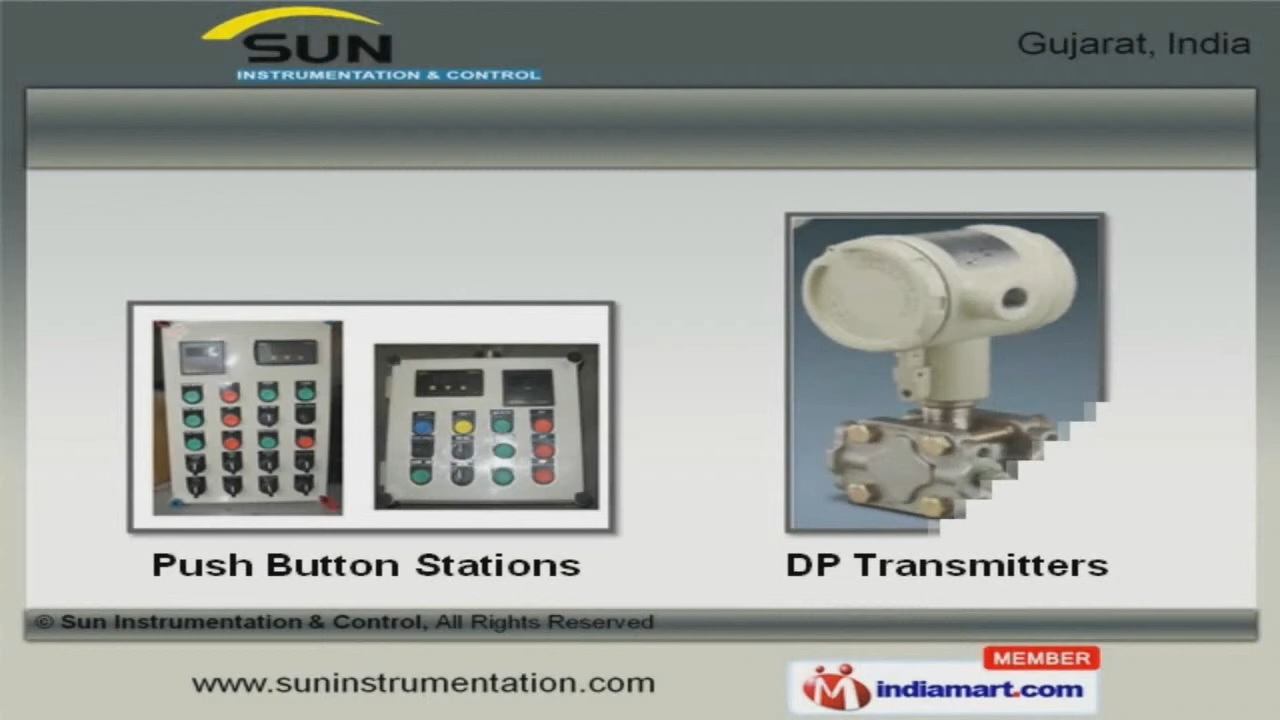 SUN
INSTRUMENTATION & CONTROL
Gujarat, India
Push Button Stations
DP Transmitters
© Sun Instrumentation & Control, All Rights Reserved
www.suninstrumentation.com
MEMBER
indiamart.com